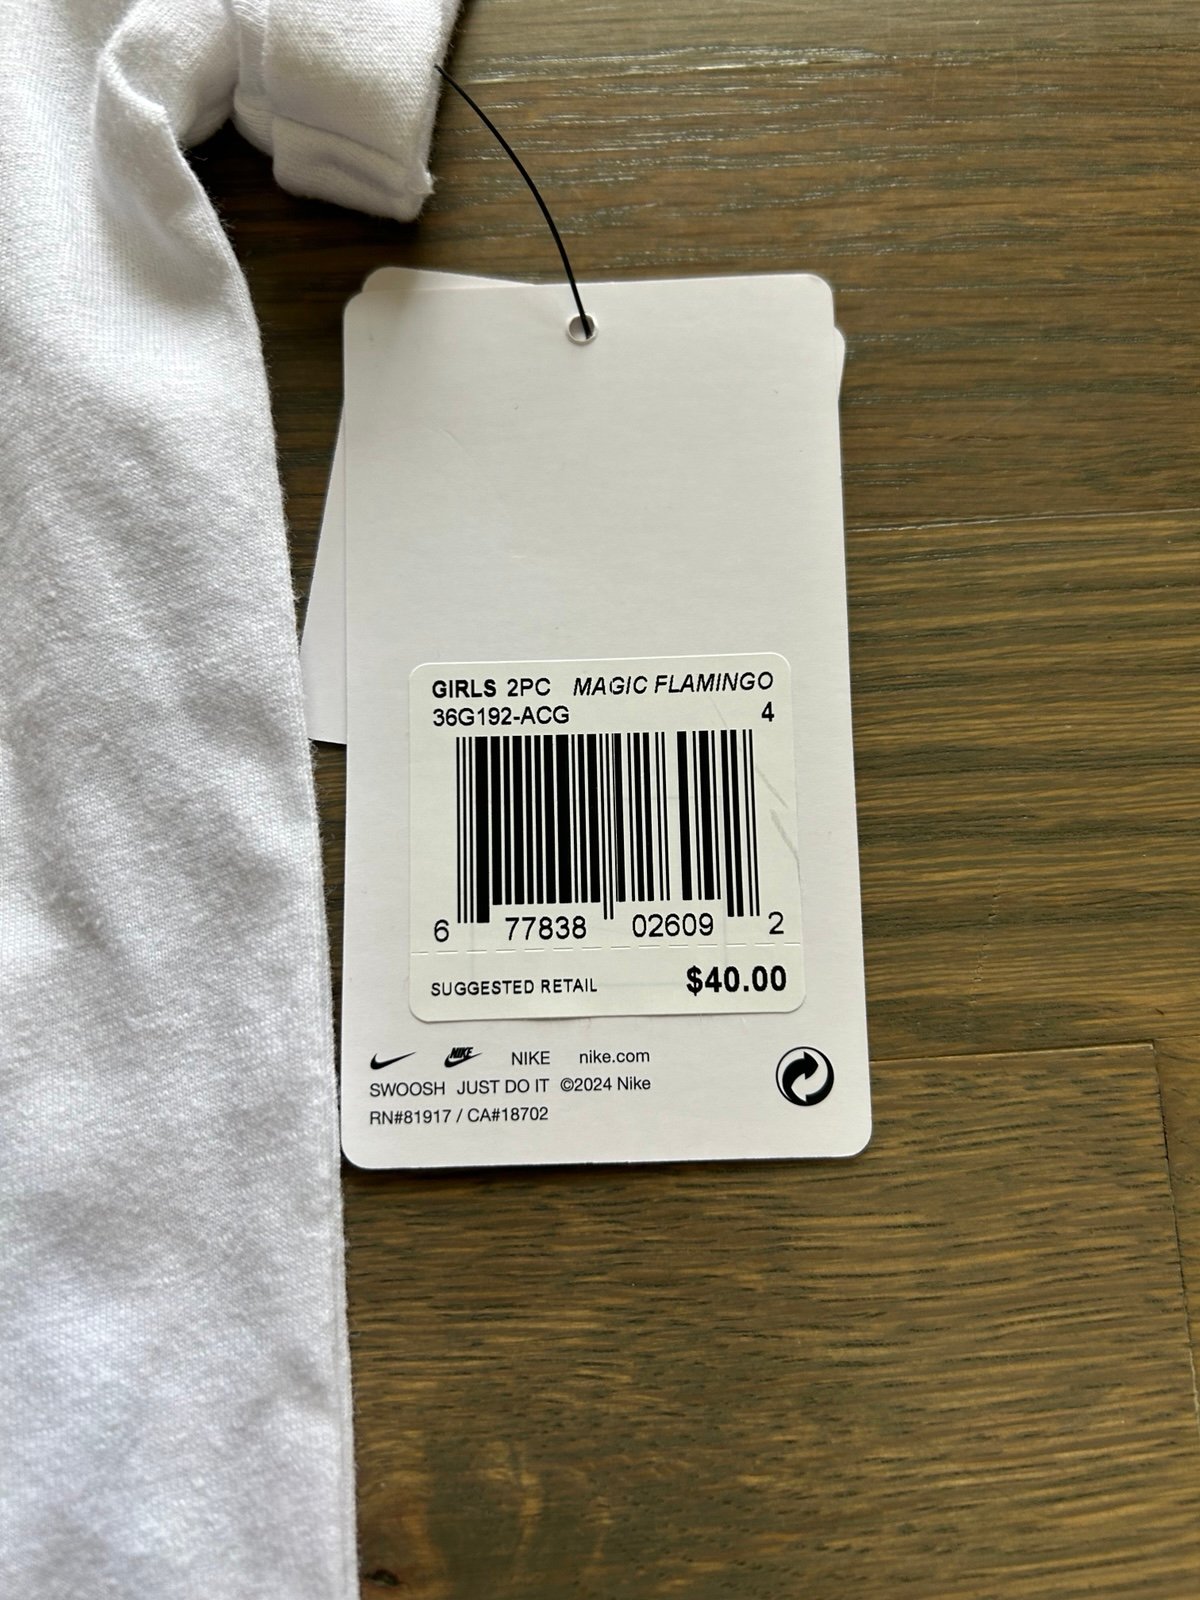 GIRLS 2PC MAGIC FLAMINGO
36G192-ACG 4
6 77838 02609 2
SUGGESTED RETAIL $40.00
NIKE NIKE nike.com
SWOOSH JUST DO IT ©2024 Nike
RN#81917 / CA#18702